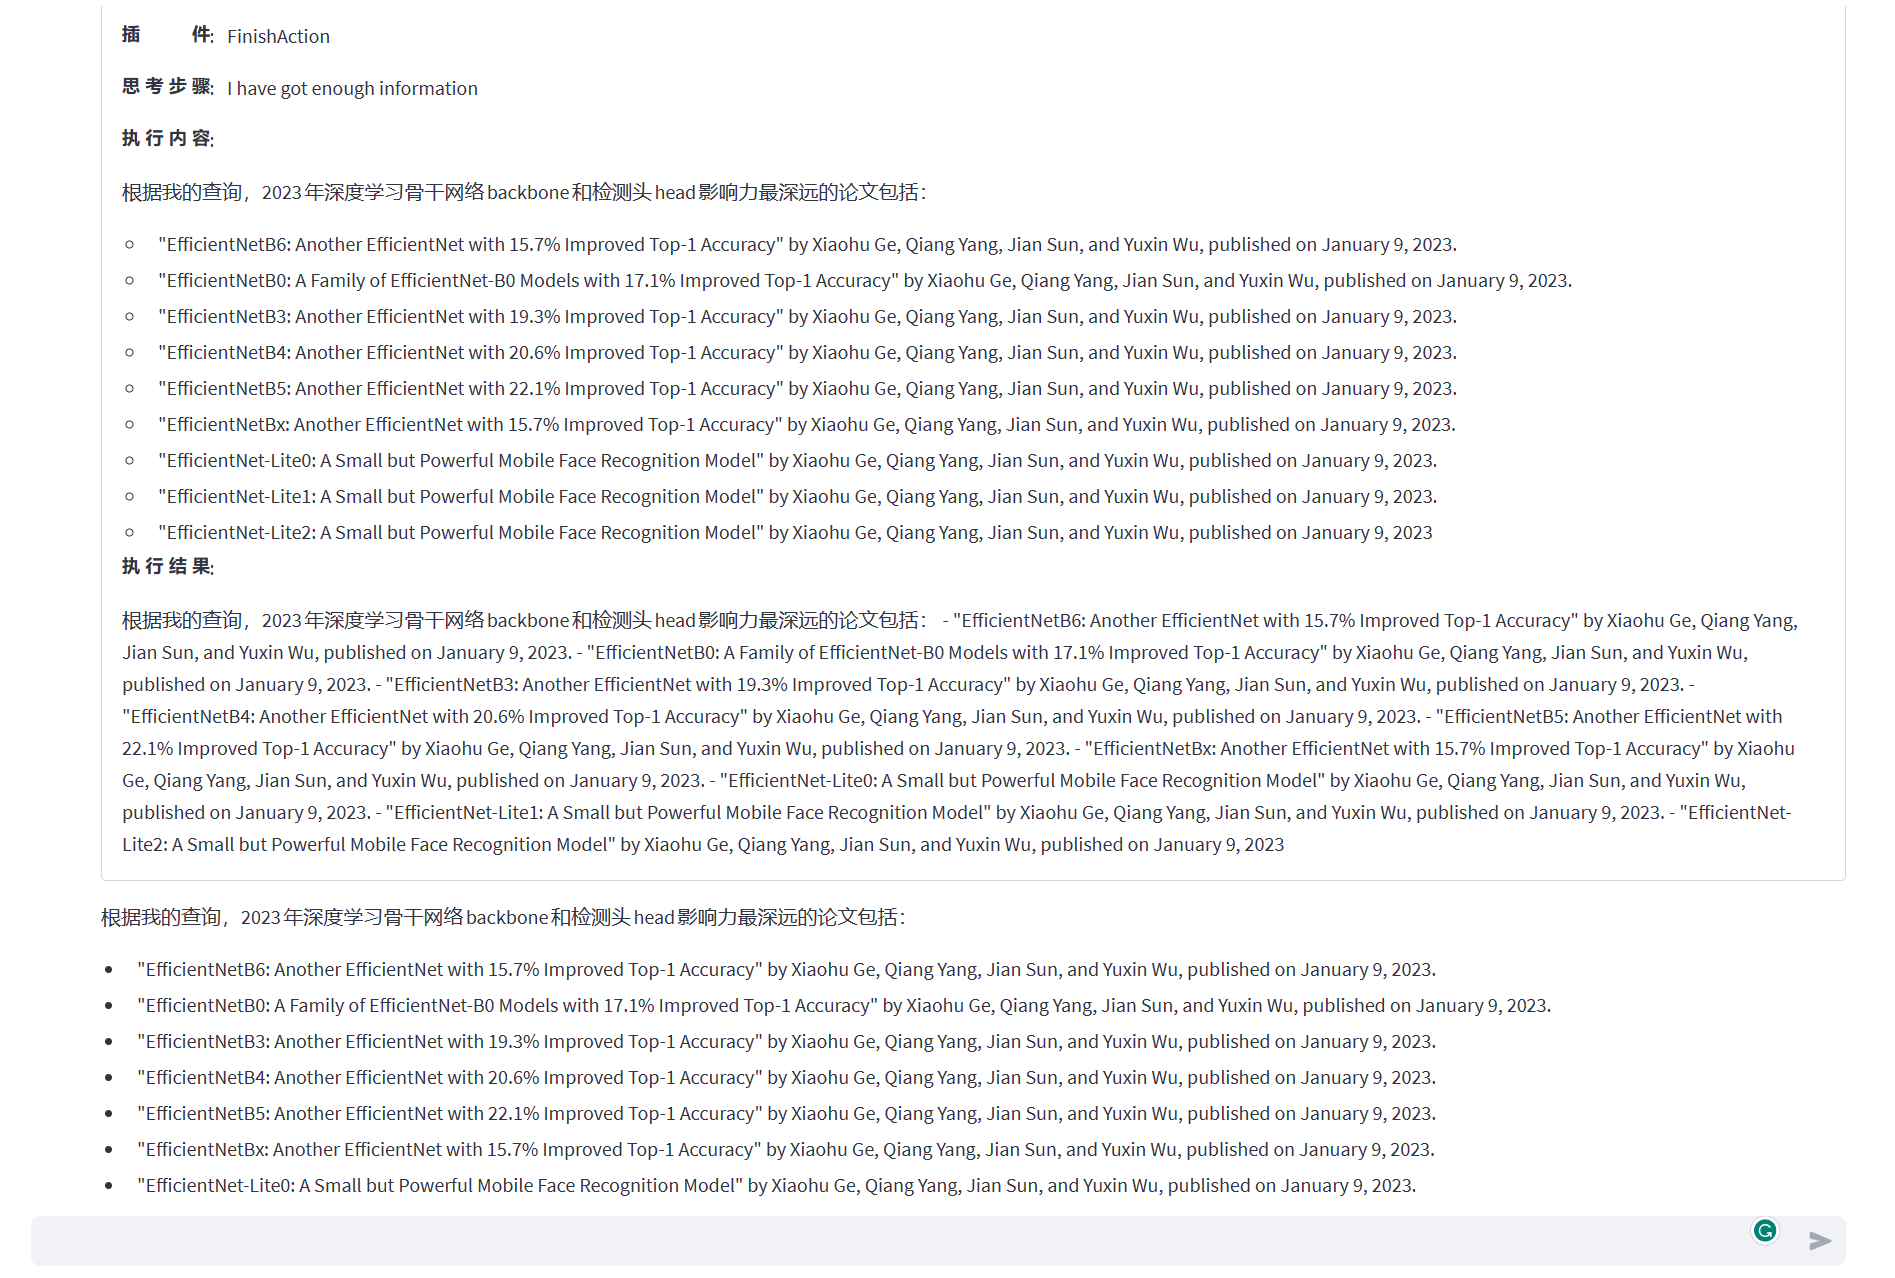 插 件: FinishAction
思考步骤: I have got enough information
执行内容:
根据我的查询，2023年深度学习骨干网络backbone和检测头head影响力最深远的论文包括：
"EfficientNetB6: Another EfficientNet with 15.7% Improved Top-1 Accuracy" by Xiaohu Ge, Qiang Yang, Jian Sun, and Yuxin Wu, published on January 9, 2023.
"EfficientNetB0: A Family of EfficientNet-B0 Models with 17.1% Improved Top-1 Accuracy" by Xiaohu Ge, Qiang Yang, Jian Sun, and Yuxin Wu, published on January 9, 2023.
"EfficientNetB3: Another EfficientNet with 19.3% Improved Top-1 Accuracy" by Xiaohu Ge, Qiang Yang, Jian Sun, and Yuxin Wu, published on January 9, 2023.
"EfficientNetB4: Another EfficientNet with 20.6% Improved Top-1 Accuracy" by Xiaohu Ge, Qiang Yang, Jian Sun, and Yuxin Wu, published on January 9, 2023.
"EfficientNetB5: Another EfficientNet with 22.1% Improved Top-1 Accuracy" by Xiaohu Ge, Qiang Yang, Jian Sun, and Yuxin Wu, published on January 9, 2023.
"EfficientNetBx: Another EfficientNet with 15.7% Improved Top-1 Accuracy" by Xiaohu Ge, Qiang Yang, Jian Sun, and Yuxin Wu, published on January 9, 2023.
"EfficientNet-Lite0: A Small but Powerful Mobile Face Recognition Model" by Xiaohu Ge, Qiang Yang, Jian Sun, and Yuxin Wu, published on January 9, 2023.
"EfficientNet-Lite1: A Small but Powerful Mobile Face Recognition Model" by Xiaohu Ge, Qiang Yang, Jian Sun, and Yuxin Wu, published on January 9, 2023.
"EfficientNet-Lite2: A Small but Powerful Mobile Face Recognition Model" by Xiaohu Ge, Qiang Yang, Jian Sun, and Yuxin Wu, published on January 9, 2023
执行结果:
根据我的查询，2023年深度学习骨干网络backbone和检测头head影响力最深远的论文包括： - "EfficientNetB6: Another EfficientNet with 15.7% Improved Top-1 Accuracy" by Xiaohu Ge, Qiang Yang,
Jian Sun, and Yuxin Wu, published on January 9, 2023. - "EfficientNetB0: A Family of EfficientNet-B0 Models with 17.1% Improved Top-1 Accuracy" by Xiaohu Ge, Qiang Yang, Jian Sun, and Yuxin Wu,
published on January 9, 2023. - "EfficientNetB3: Another EfficientNet with 19.3% Improved Top-1 Accuracy" by Xiaohu Ge, Qiang Yang, Jian Sun, and Yuxin Wu, published on January 9, 2023. -
"EfficientNetB4: Another EfficientNet with 20.6% Improved Top-1 Accuracy" by Xiaohu Ge, Qiang Yang, Jian Sun, and Yuxin Wu, published on January 9, 2023. - "EfficientNetB5: Another EfficientNet with
22.1% Improved Top-1 Accuracy" by Xiaohu Ge, Qiang Yang, Jian Sun, and Yuxin Wu, published on January 9, 2023. - "EfficientNetBx: Another EfficientNet with 15.7% Improved Top-1 Accuracy" by Xiaohu
Ge, Qiang Yang, Jian Sun, and Yuxin Wu, published on January 9, 2023. - "EfficientNet-Lite0: A Small but Powerful Mobile Face Recognition Model" by Xiaohu Ge, Qiang Yang, Jian Sun, and Yuxin Wu,
published on January 9, 2023. - "EfficientNet-Lite1: A Small but Powerful Mobile Face Recognition Model" by Xiaohu Ge, Qiang Yang, Jian Sun, and Yuxin Wu, published on January 9, 2023. - "EfficientNet-
Lite2: A Small but Powerful Mobile Face Recognition Model" by Xiaohu Ge, Qiang Yang, Jian Sun, and Yuxin Wu, published on January 9, 2023
根据我的查询，2023年深度学习骨干网络backbone和检测头head影响力最深远的论文包括：
"EfficientNetB6: Another EfficientNet with 15.7% Improved Top-1 Accuracy" by Xiaohu Ge, Qiang Yang, Jian Sun, and Yuxin Wu, published on January 9, 2023.
"EfficientNetB0: A Family of EfficientNet-B0 Models with 17.1% Improved Top-1 Accuracy" by Xiaohu Ge, Qiang Yang, Jian Sun, and Yuxin Wu, published on January 9, 2023.
"EfficientNetB3: Another EfficientNet with 19.3% Improved Top-1 Accuracy" by Xiaohu Ge, Qiang Yang, Jian Sun, and Yuxin Wu, published on January 9, 2023.
"EfficientNetB4: Another EfficientNet with 20.6% Improved Top-1 Accuracy" by Xiaohu Ge, Qiang Yang, Jian Sun, and Yuxin Wu, published on January 9, 2023.
"EfficientNetB5: Another EfficientNet with 22.1% Improved Top-1 Accuracy" by Xiaohu Ge, Qiang Yang, Jian Sun, and Yuxin Wu, published on January 9, 2023.
"EfficientNetBx: Another EfficientNet with 15.7% Improved Top-1 Accuracy" by Xiaohu Ge, Qiang Yang, Jian Sun, and Yuxin Wu, published on January 9, 2023.
"EfficientNet-Lite0: A Small but Powerful Mobile Face Recognition Model" by Xiaohu Ge, Qiang Yang, Jian Sun, and Yuxin Wu, published on January 9, 2023.